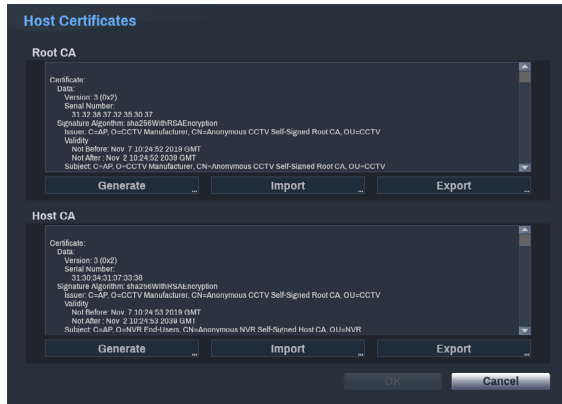 Host Certificates
Root CA
Certificate:
Data:
Version: 3 (0x2)
Serial Number:
31:32:38:37:32:35:30:37
Signature Algorithm: sha256WithRSAEncryption
Issuer: C=AP, O=CCTV Manufacturer, CN=Anonymous CCTV Self-Signed Root CA, OU=CCTV
Validity
Not Before: Nov 7 10:24:52 2019 GMT
Not After : Nov 2 10:24:52 2039 GMT
Subject: C=AP, O=CCTV Manufacturer, CN=Anonymous CCTV Self-Signed Root CA, OU=CCTV
Generate ... Import ... Export ...
Host CA
Certificate:
Data:
Version: 3 (0x2)
Serial Number:
31:30:34:31:37:33:38
Signature Algorithm: sha256WithRSAEncryption
Issuer: C=AP, O=CCTV Manufacturer, CN=Anonymous CCTV Self-Signed Root CA, OU=CCTV
Validity
Not Before: Nov 7 10:24:53 2019 GMT
Not After : Nov 2 10:24:53 2039 GMT
Subject: C=AP, O=NVR End-Users, CN=Anonymous NVR Self-Signed Host CA, OU=NVR
Generate ... Import ... Export ...
OK Cancel